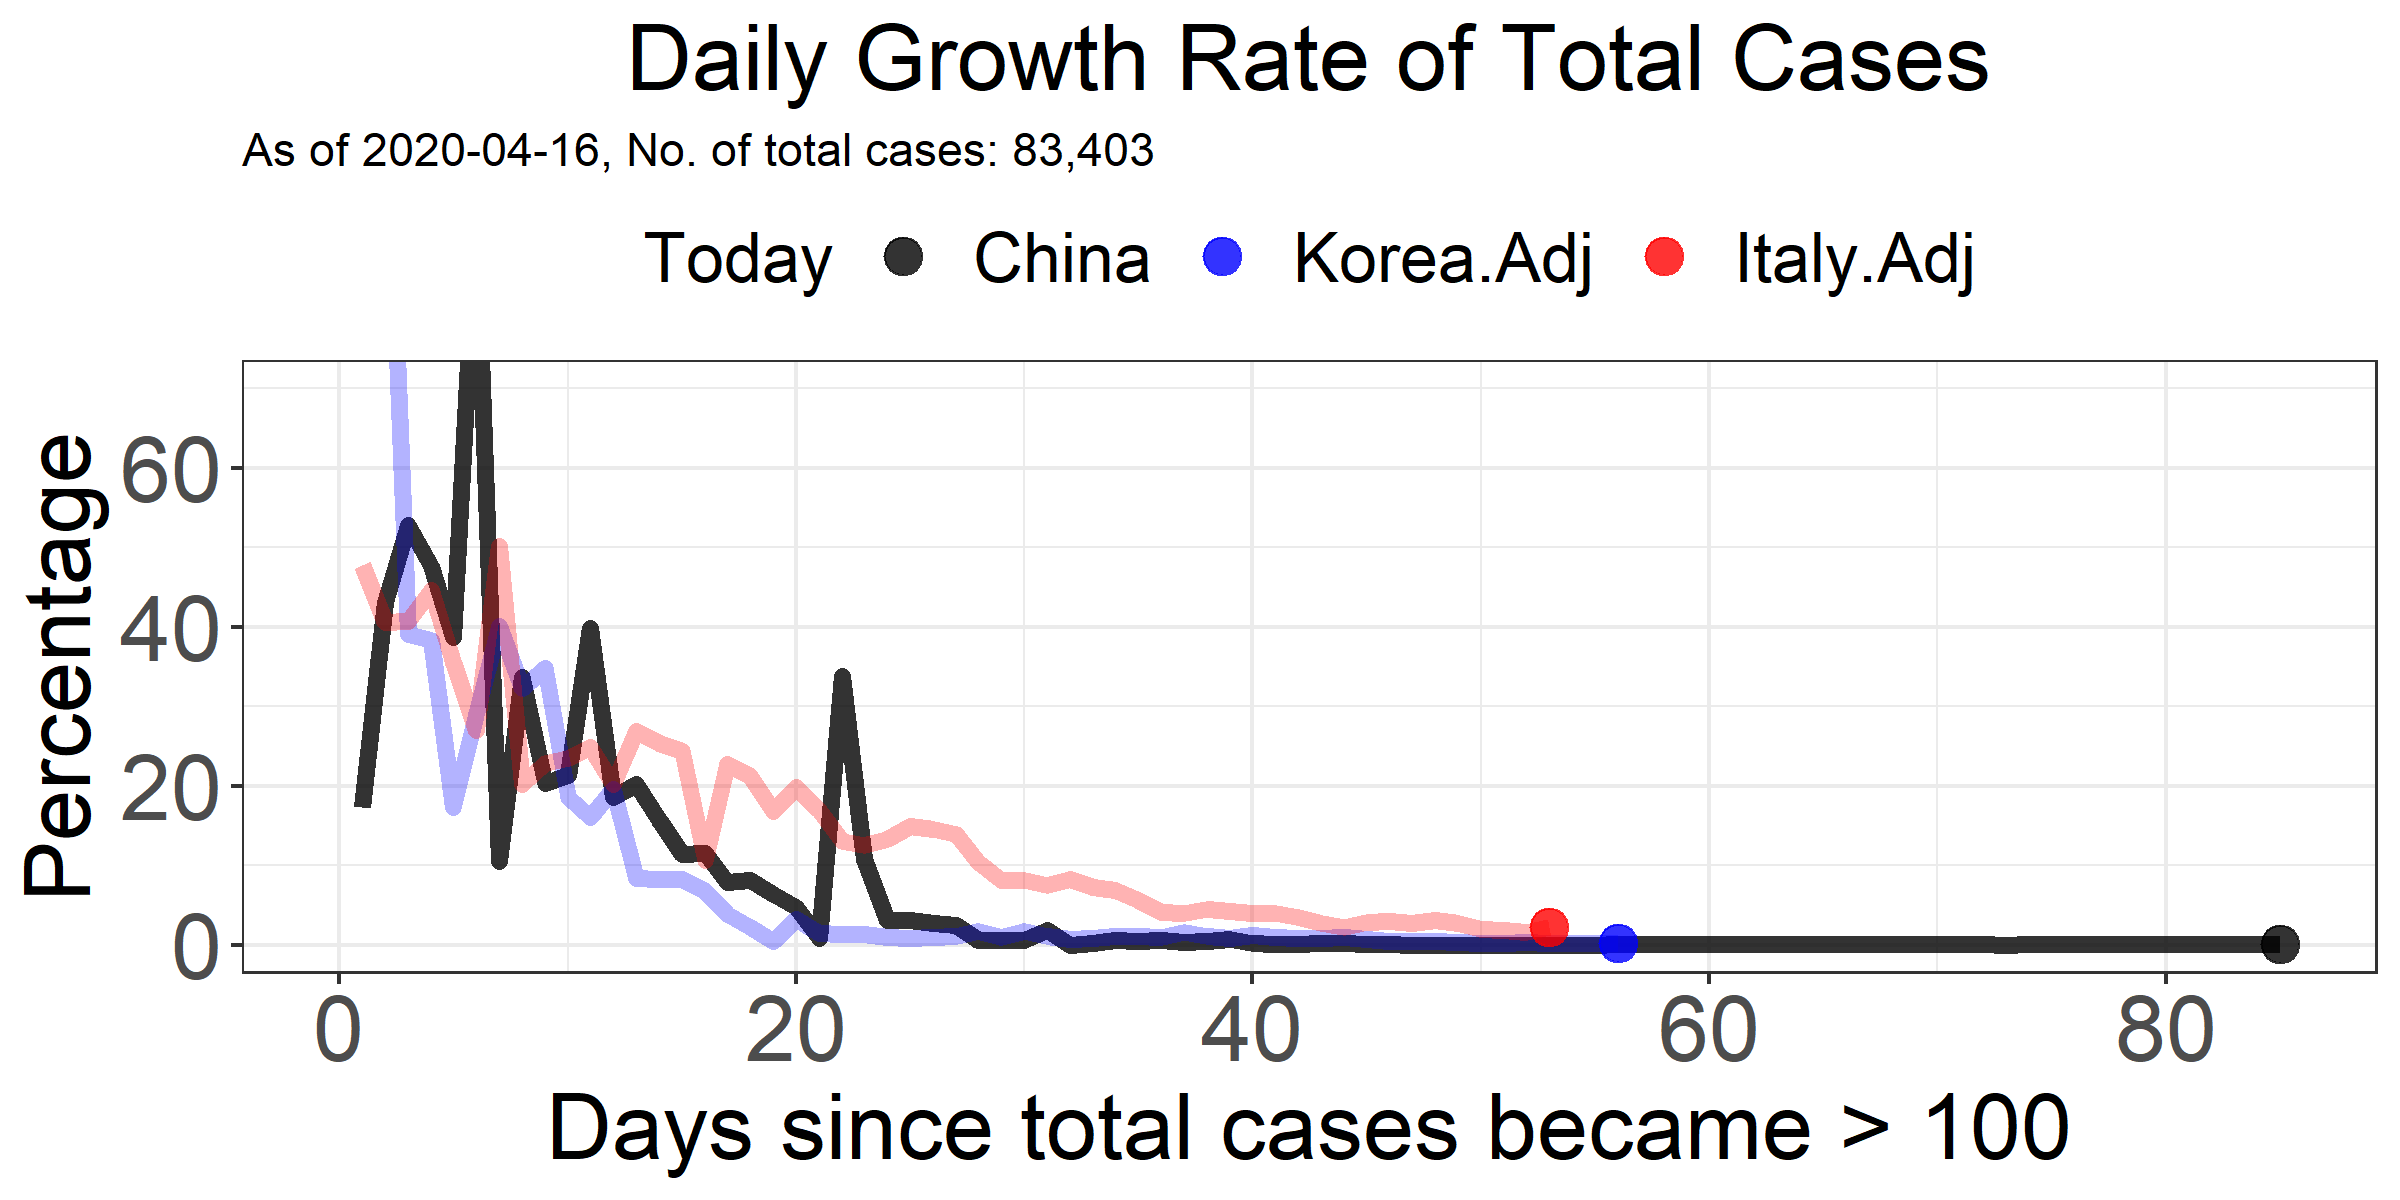 Daily Growth Rate of Total Cases
As of 2020-04-16, No. of total cases: 83,403
Today China Korea.Adj Italy.Adj
Percentage
60
40
20
0
0 20 40 60 80
Days since total cases became > 100